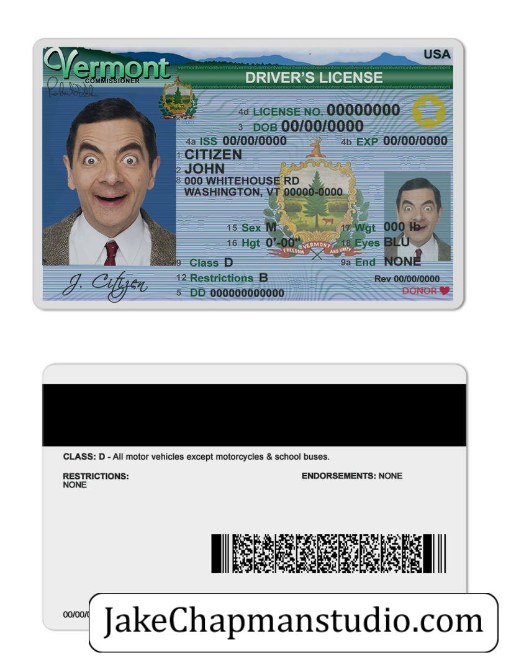 USA
Vermont
COMMISSIONER
DRIVER'S LICENSE
4d LICENSE NO. 00000000
3 DOB 00/00/0000
4a ISS 00/00/0000 4b EXP 00/00/0000
1 CITIZEN
2 JOHN
8 000 WHITEHOUSE RD
WASHINGTON, VT 00000-0000
15 Sex M 17 Wgt 000 lb
VERMONT
16 Hgt 0'-00" 18 Eyes BLU
9 Class D 9a End NONE
J. Citizen
12 Restrictions B Rev 00/00/0000
5 DD 000000000000 DONOR
CLASS: D - All motor vehicles except motorcycles & school buses.
RESTRICTIONS: ENDORSEMENTS: NONE
NONE
JakeChapmanstudio.com